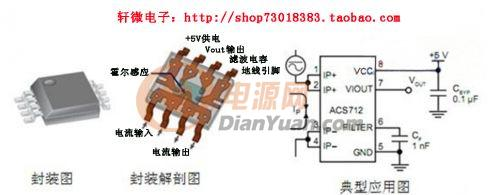 轩微电子：http://shop73018383.taobao.com
+5V供电
Vout输出
滤波电容
地线引脚
霍尔感应
电流输入
电流输出
电源网
DianYuan.com
封装图
封装解剖图
+5 V
1
IP+
2
IP+
3
IP–
4
IP–
IP
ACS712
VCC
8
VIOUT
7
VOUT
FILTER
6
GND
5
CBYP
0.1 µF
CF
1 nF
典型应用图